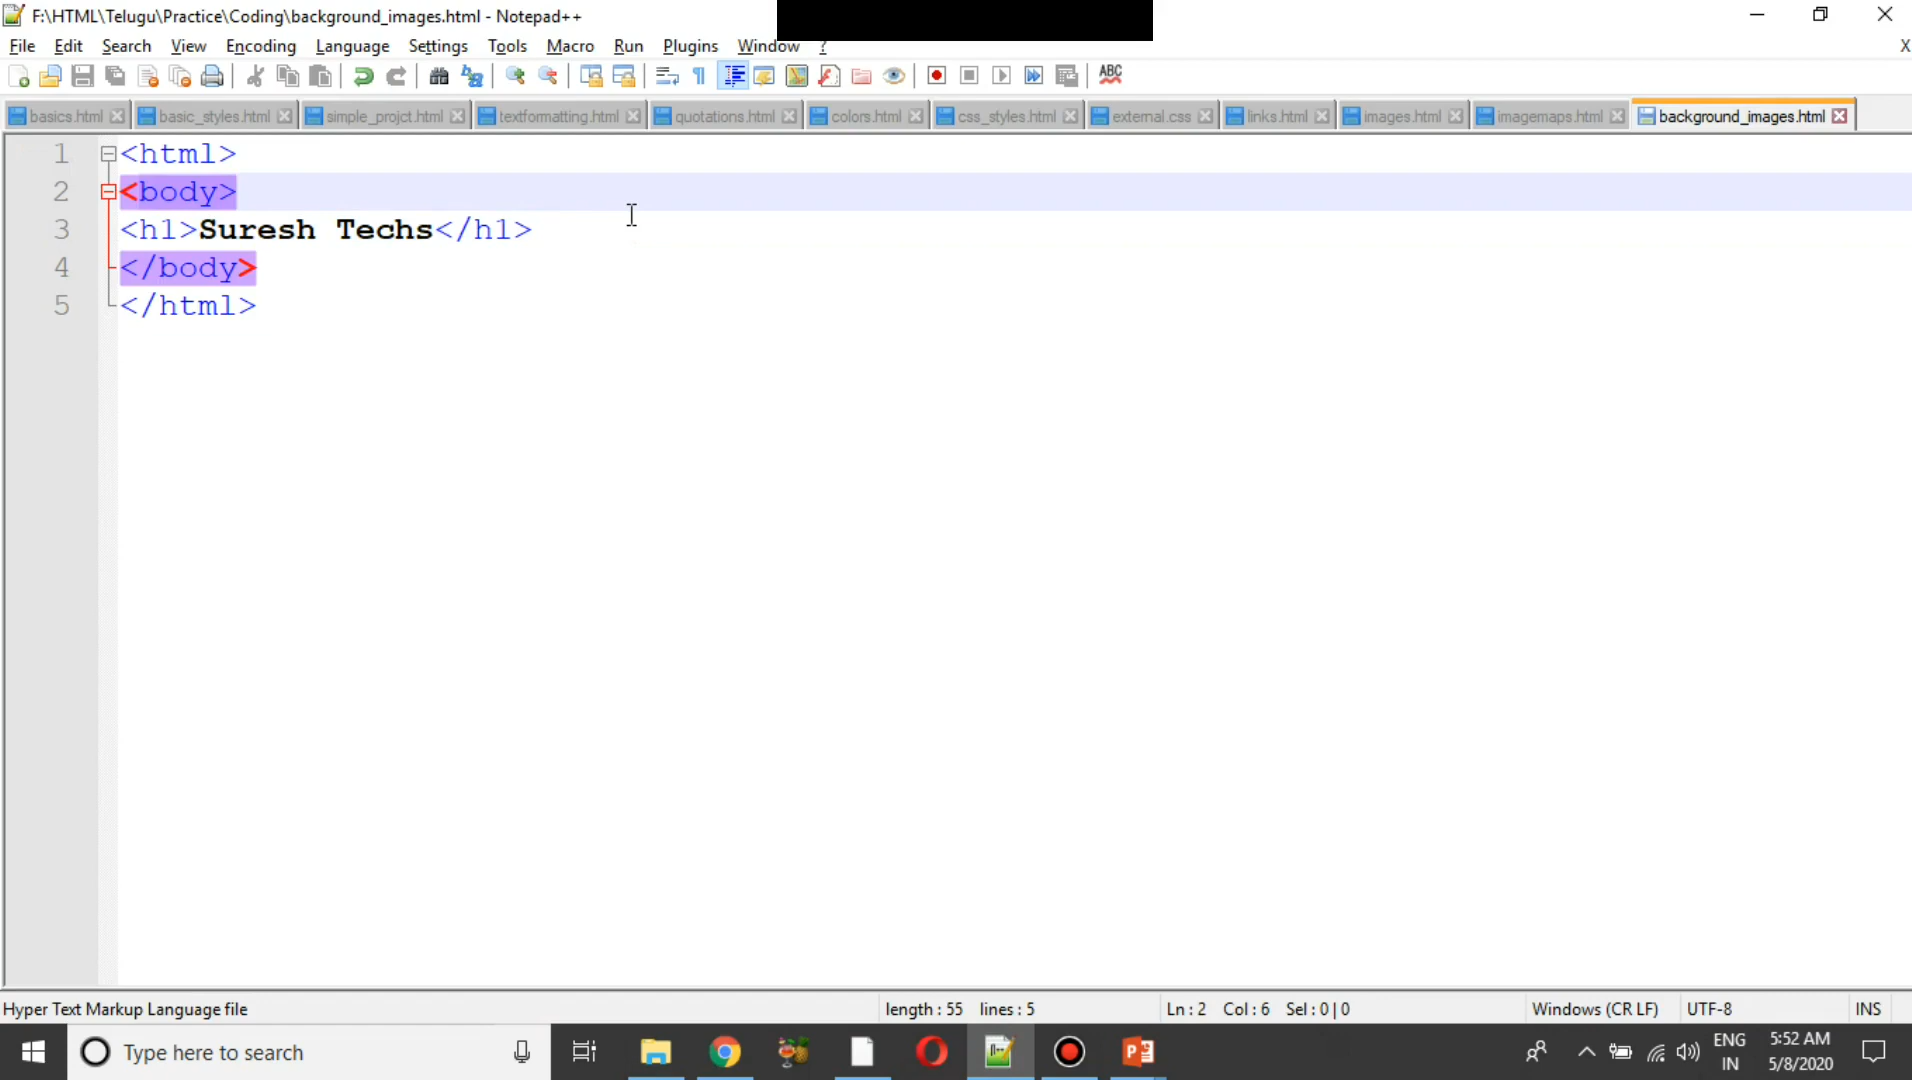 F:\HTML\Telugu\Practice\Coding\background_images.html - Notepad++
File Edit Search View Encoding Language Settings Tools Macro Run Plugins Window ? X
ABC
basics.html basic_styles.html simple_projct.html textformatting.html quotations.html colors.html css_styles.html external.css links.html images.html imagemaps.html background_images.html
1 <html>
2 <body>
3 <h1>Suresh Techs</h1>
4 </body>
5 </html>
Hyper Text Markup Language file length : 55 lines : 5 Ln : 2 Col : 6 Sel : 0 | 0 Windows (CR LF) UTF-8 INS
Type here to search
ENG 5:52 AM
IN 5/8/2020